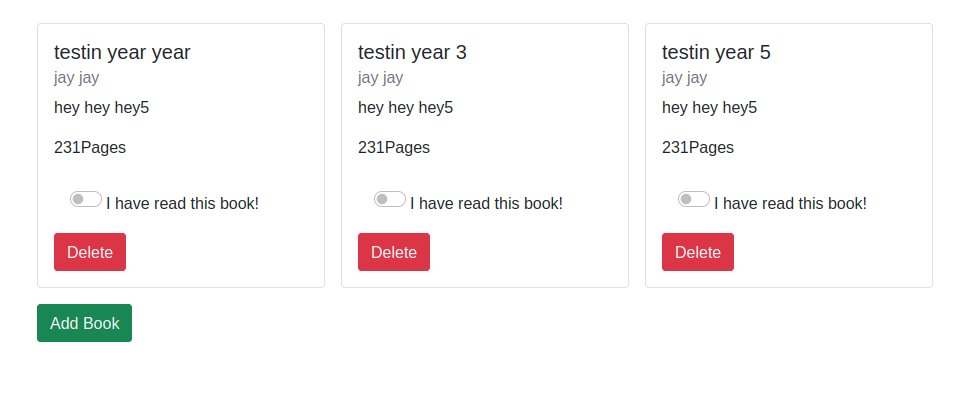 testin year year
jay jay
hey hey hey5
231Pages
I have read this book!
Delete
testin year 3
jay jay
hey hey hey5
231Pages
I have read this book!
Delete
testin year 5
jay jay
hey hey hey5
231Pages
I have read this book!
Delete
Add Book